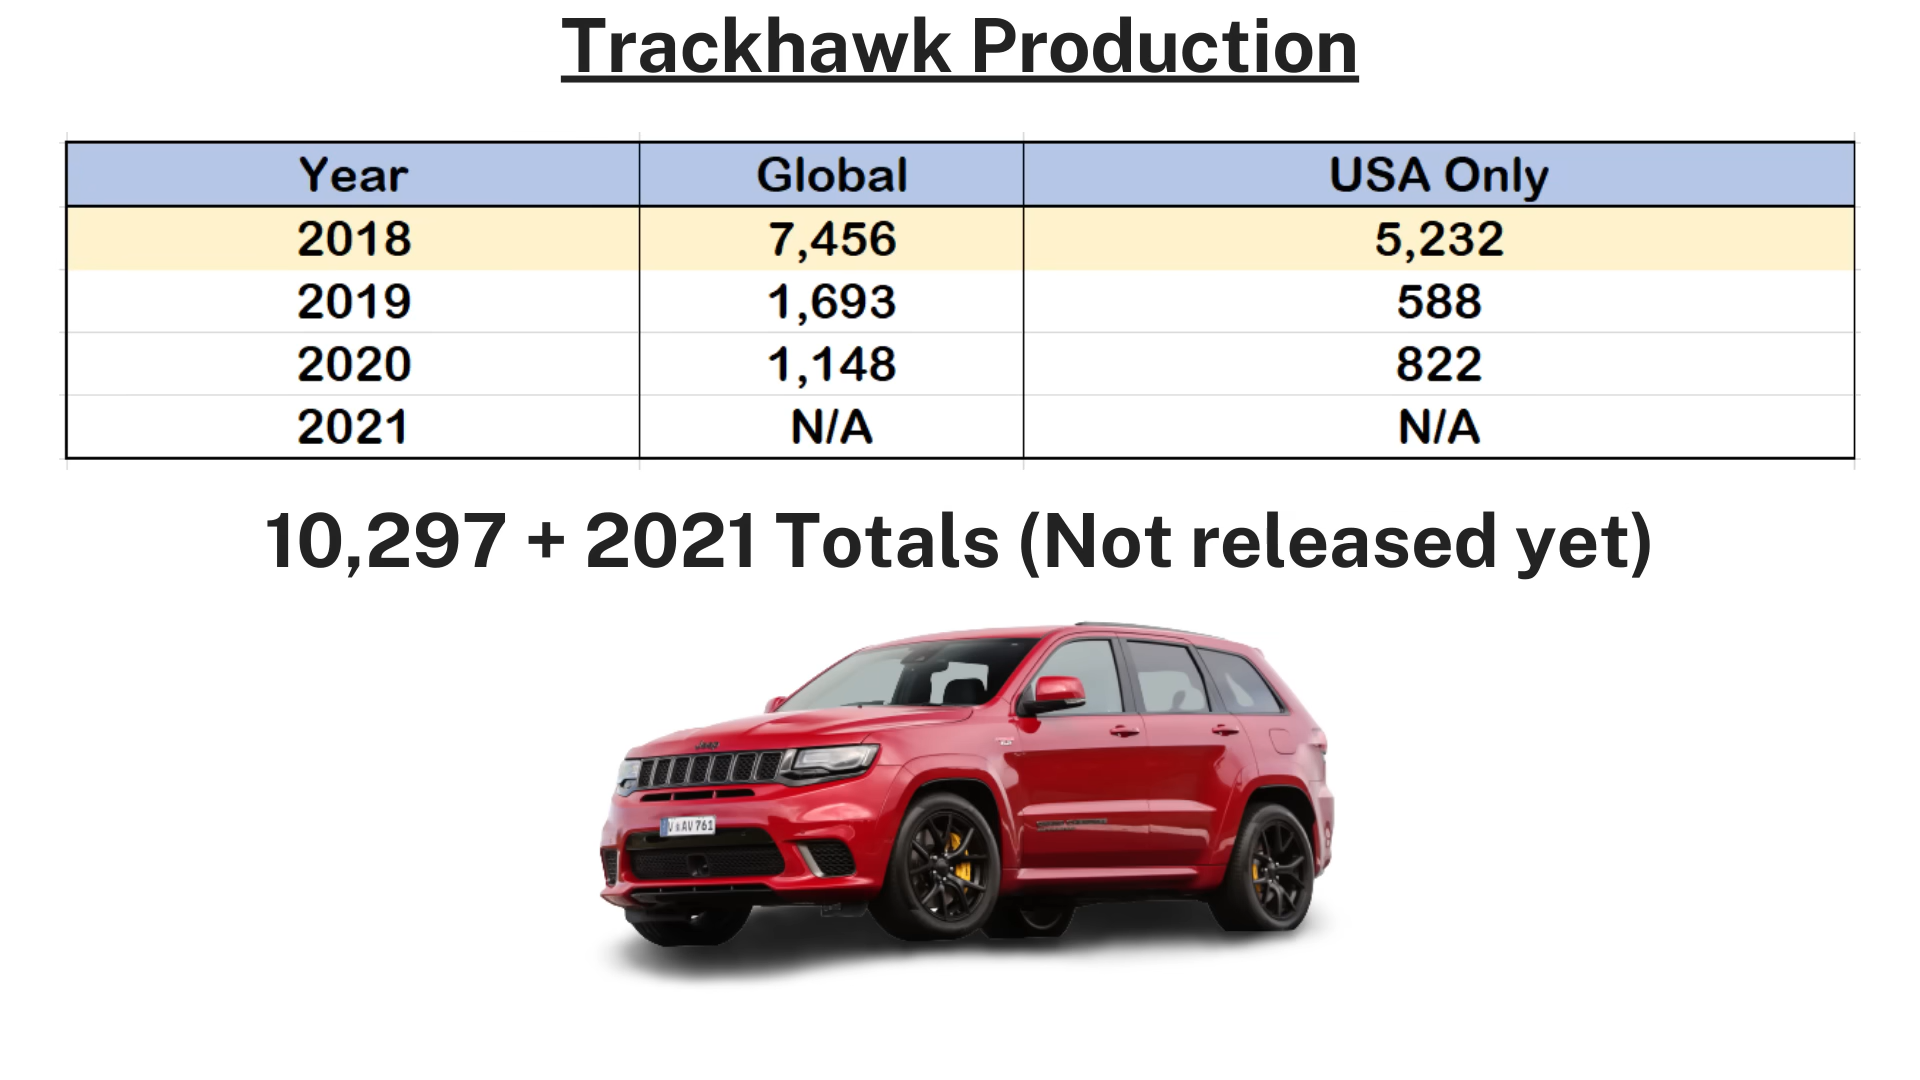 Trackhawk Production
Year Global USA Only
2018 7,456 5,232
2019 1,693 588
2020 1,148 822
2021 N/A N/A
10,297 + 2021 Totals (Not released yet)
Jeep